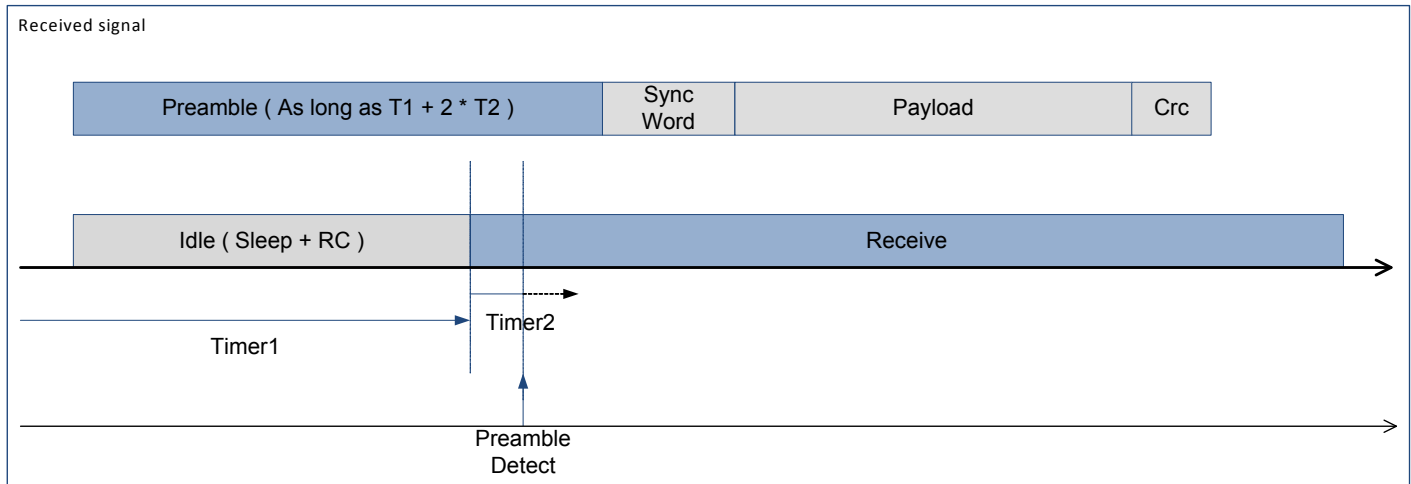 Received signal
Preamble ( As long as T1 + 2 * T2 )
Sync
Word
Payload
Crc
Idle ( Sleep + RC )
Receive
Timer2
Timer1
Preamble
Detect